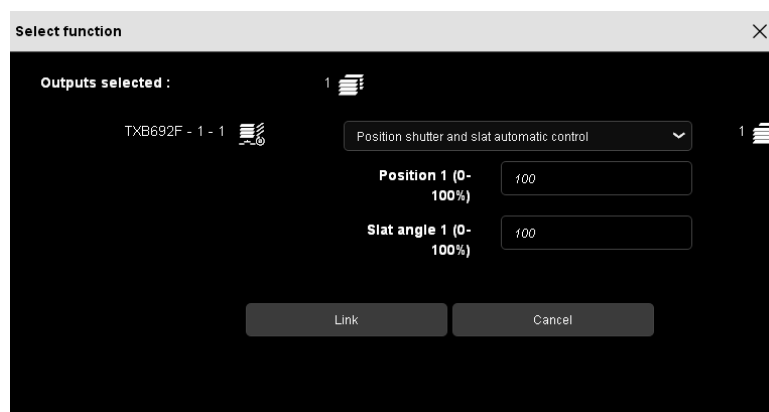 Select function
Outputs selected :
1
TXB692F - 1 - 1
Position shutter and slat automatic control
1
Position 1 (0-
100%)
100
Slat angle 1 (0-
100%)
100
Link
Cancel